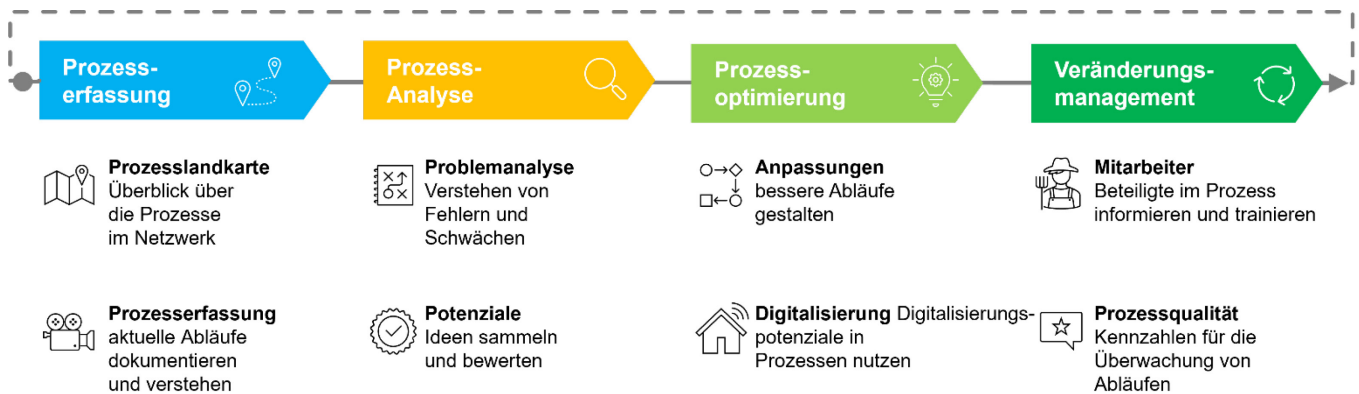 Prozess-
erfassung
Prozess-
Analyse
Prozess-
optimierung
Veränderungs-
management
Prozesslandkarte
Überblick über
die Prozesse
im Netzwerk
Problemanalyse
Verstehen von
Fehlern und
Schwächen
Anpassungen
bessere Abläufe
gestalten
Mitarbeiter
Beteiligte im Prozess
informieren und trainieren
Prozesserfassung
aktuelle Abläufe
dokumentieren
und verstehen
Potenziale
Ideen sammeln
und bewerten
Digitalisierung Digitalisierungs-
potenziale in
Prozessen nutzen
Prozessqualität
Kennzahlen für die
Überwachung von
Abläufen